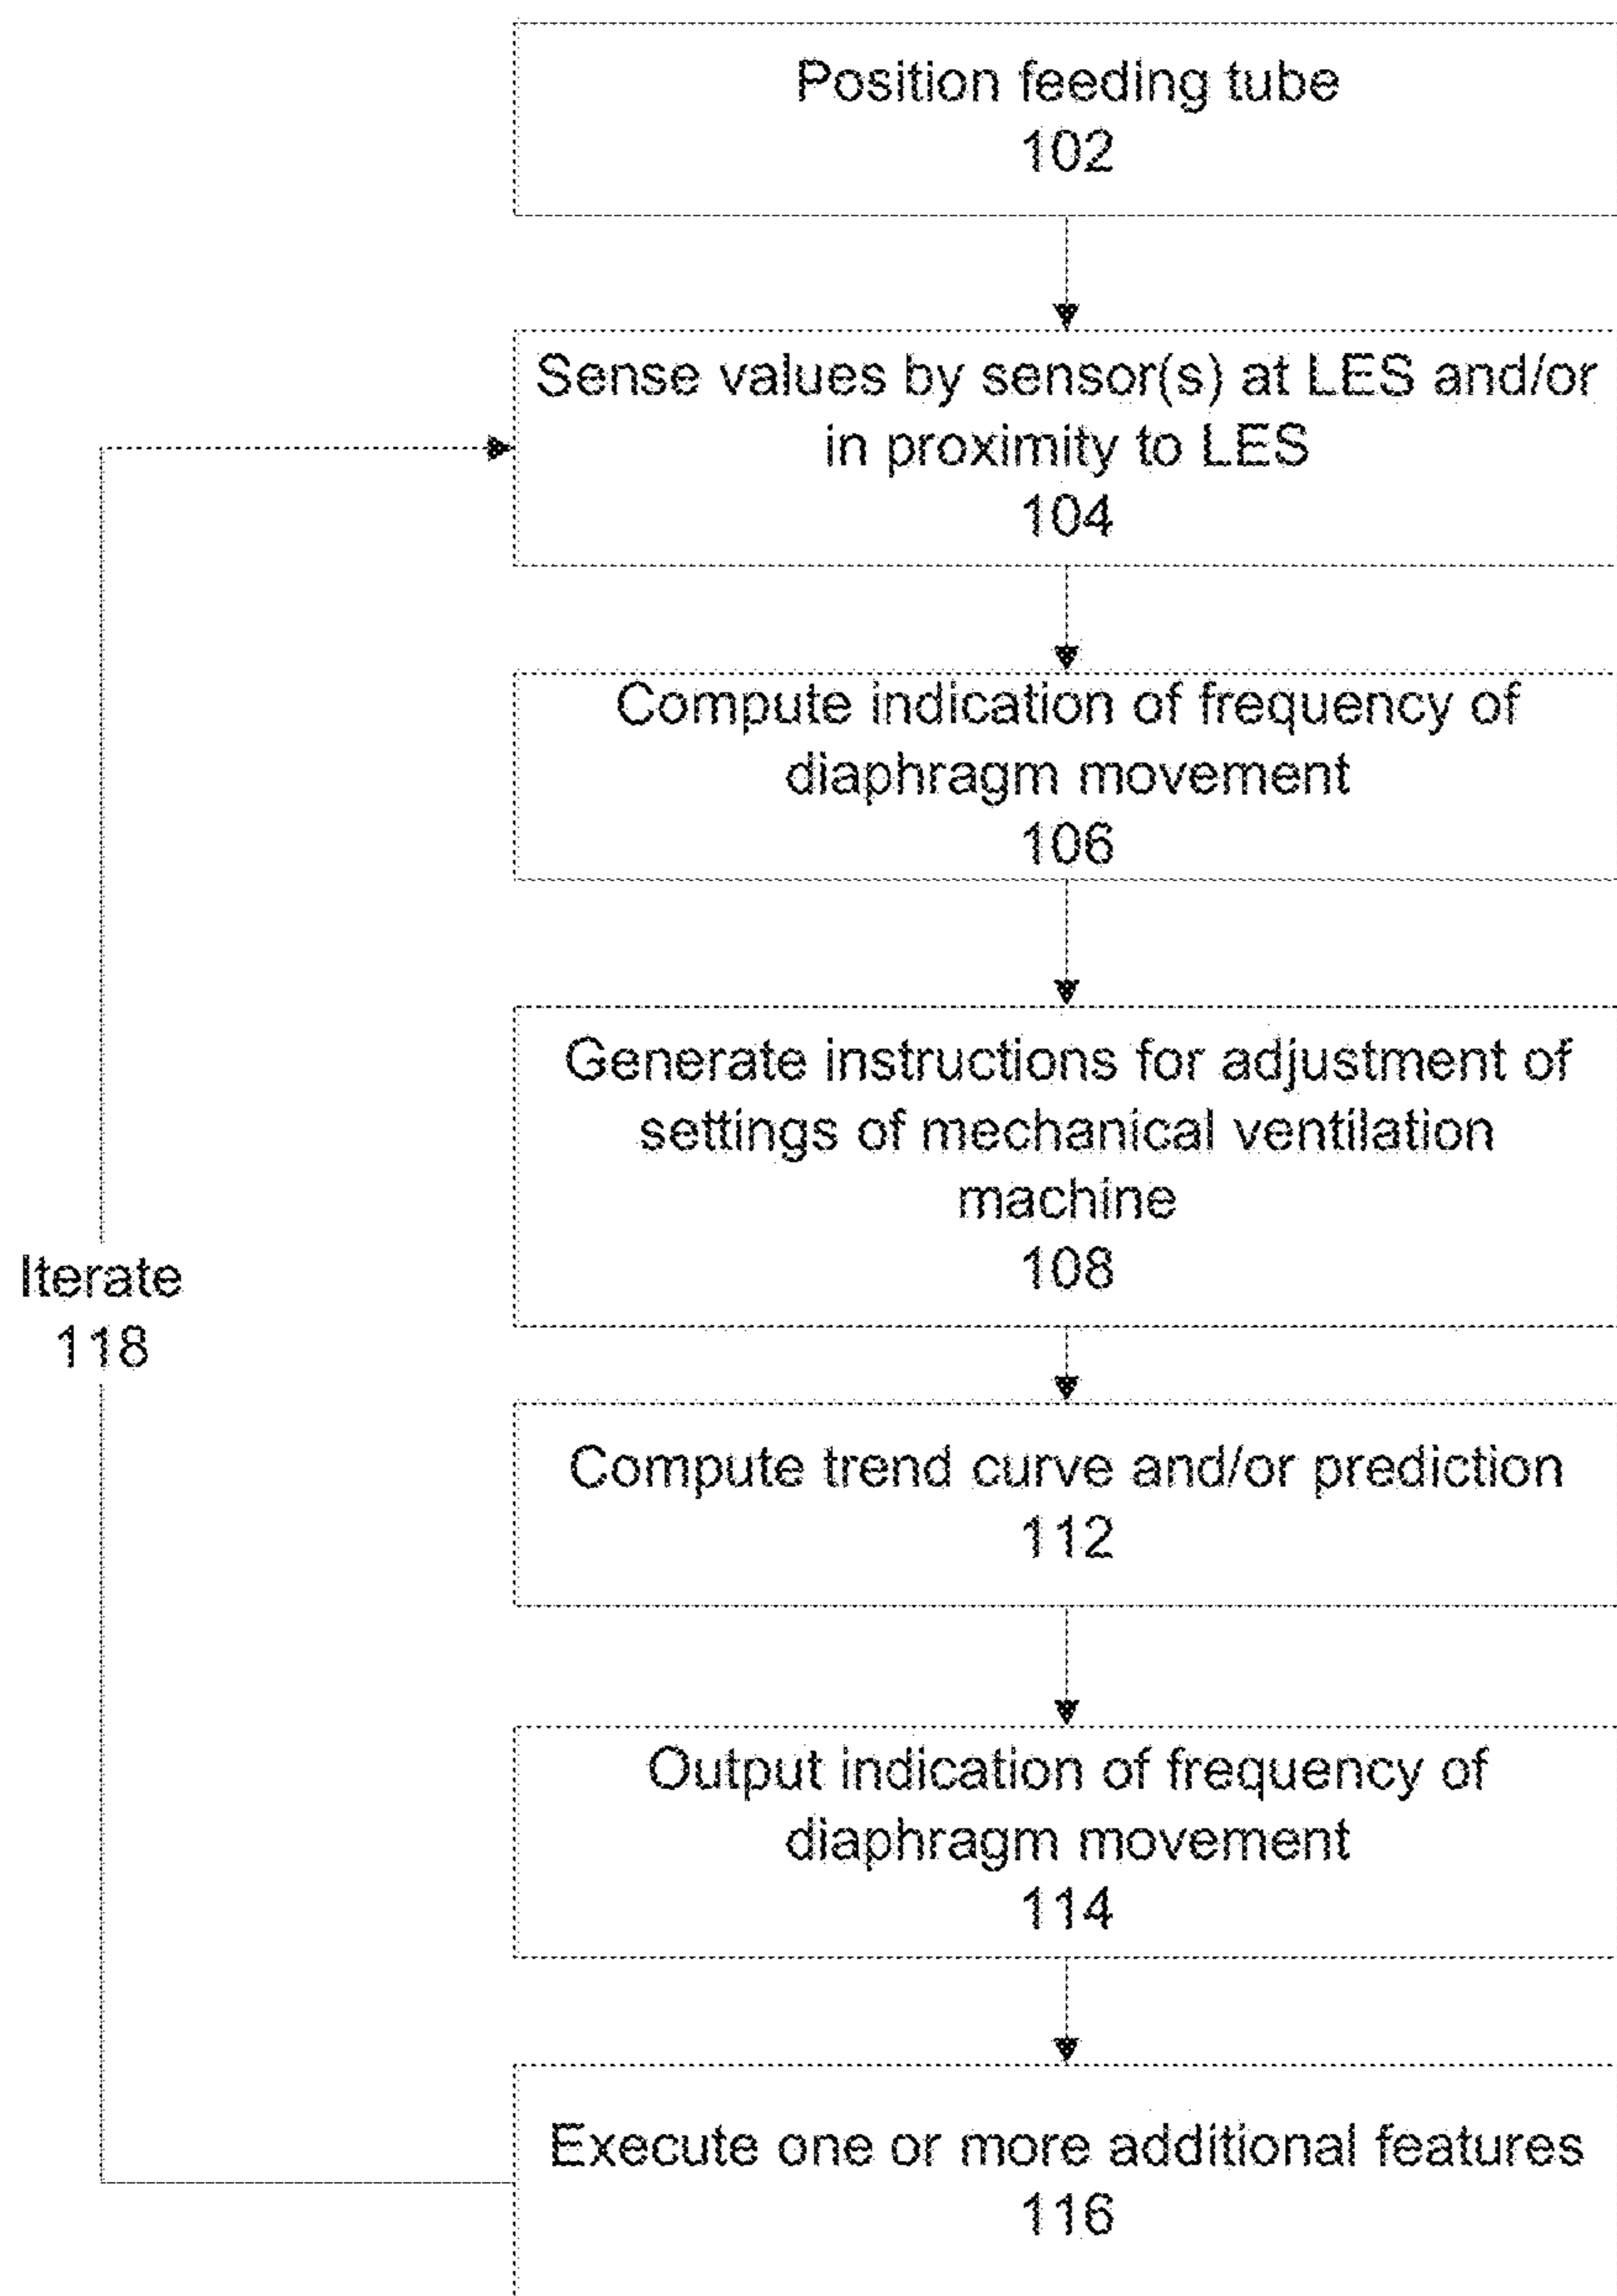 Position feeding tube
102
Sense values by sensor(s) at LES and/or
in proximity to LES
104
Compute indication of frequency of
diaphragm movement
106
Generate instructions for adjustment of
settings of mechanical ventilation
machine
108
Iterate
118
Compute trend curve and/or prediction
112
Output indication of frequency of
diaphragm movement
114
Execute one or more additional features
116